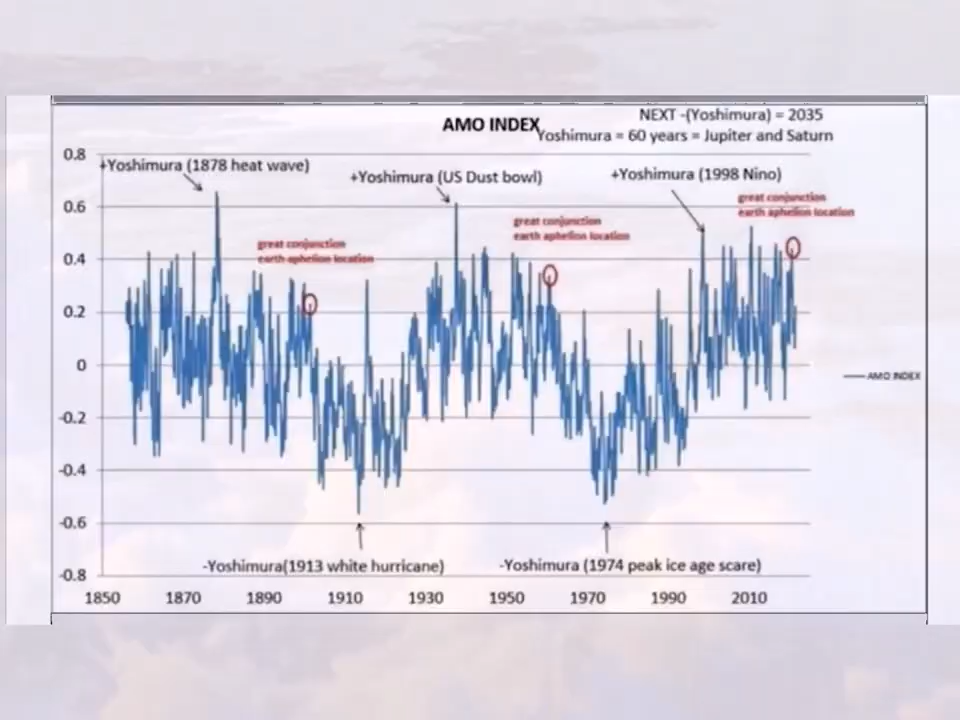 NEXT -(Yoshimura) = 2035
AMO INDEX
Yoshimura = 60 years = Jupiter and Saturn
0.8
+Yoshimura (1878 heat wave)
+Yoshimura (US Dust bowl)
+Yoshimura (1998 Nino)
great conjunction
earth aphelion location
0.6
great conjunction
earth aphelion location
great conjunction
earth aphelion location
0.4
0.2
0
AMO INDEX
-0.2
-0.4
-0.6
-Yoshimura(1913 white hurricane)
-Yoshimura (1974 peak ice age scare)
-0.8
1850 1870 1890 1910 1930 1950 1970 1990 2010